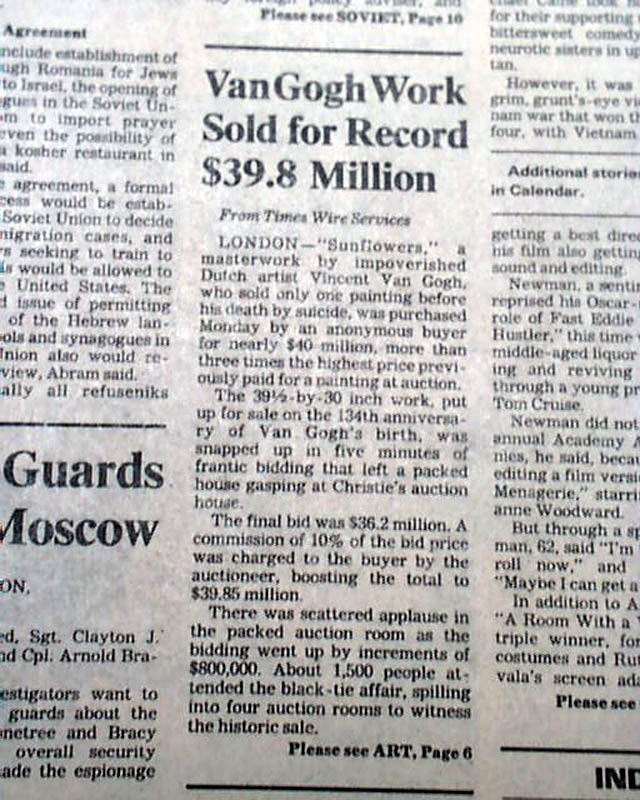 Agreement
include establishment of
ugh Romania for Jews
to Israel, the opening of
gues in the Soviet Un-
m to import prayer
even the possibility of
a kosher restaurant in
said.
e agreement, a formal
cess would be estab-
Soviet Union to decide
migration cases, and
s seeking to train to
ls would be allowed to
e United States. The
d issue of permitting
of the Hebrew lan-
ols and synagogues in
Union also would re-
view, Abram said.
ally all refuseniks
Guards
Moscow
ON,
ed, Sgt. Clayton J.
nd Cpl. Arnold Bra-
estigators want to
guards about the
netree and Bracy
overall security
ade the espionage
Please see SOVIET, Page 10
Van Gogh Work
Sold for Record
$39.8 Million
From Times Wire Services
LONDON—"Sunflowers," a
masterwork by impoverished
Dutch artist Vincent Van Gogh,
who sold only one painting before
his death by suicide, was purchased
Monday by an anonymous buyer
for nearly $40 million, more than
three times the highest price previ-
ously paid for a painting at auction.
The 39½-by-30 inch work, put
up for sale on the 134th anniversa-
ry of Van Gogh's birth, was
snapped up in five minutes of
frantic bidding that left a packed
house gasping at Christie's auction
house.
The final bid was $36.2 million. A
commission of 10% of the bid price
was charged to the buyer by the
auctioneer, boosting the total to
$39.85 million.
There was scattered applause in
the packed auction room as the
bidding went up by increments of
$800,000. About 1,500 people at-
tended the black-tie affair, spilling
into four auction rooms to witness
the historic sale.
Please see ART, Page 6
for their supporting
bittersweet comedy
neurotic sisters in up
tan.
However, it was
grim, grunt's-eye vi
nam war that won th
four, with Vietnam
Additional stories
in Calendar.
getting a best direc
his film also getting
sound and editing.
Newman, a senti
reprised his Oscar-
role of Fast Eddie
Hustler," this time
middle-aged liquor
ing and reviving
through a young pr
Tom Cruise.
Newman did not
annual Academy A
nies, he said, becau
editing a film versi
Menagerie," starri
anne Woodward.
But through a sp
man, 62, said "I'm
roll now," and
"Maybe I can get a
In addition to A
"A Room With a V
triple winner, for
costumes and Ru
vala's screen ada
Please see
IND